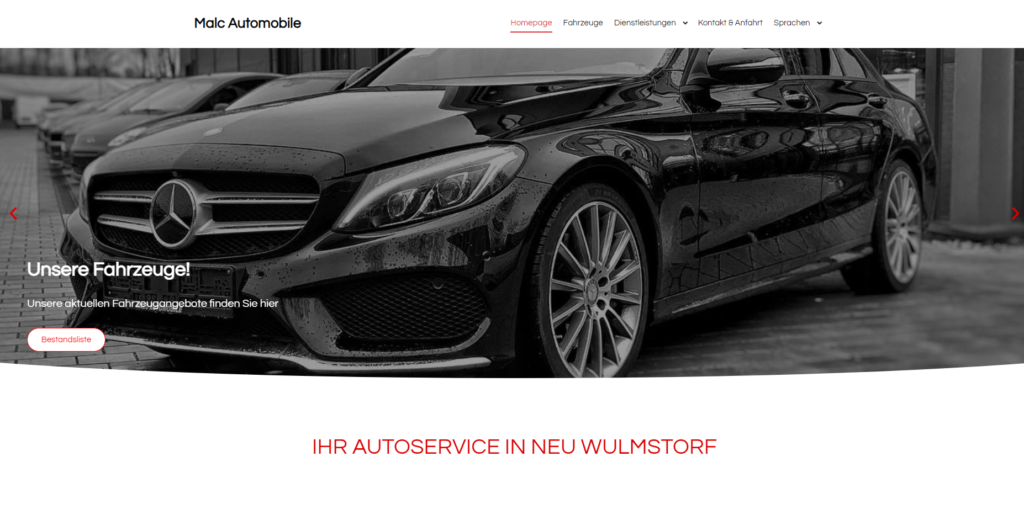 Malc Automobile
Homepage Fahrzeuge Dienstleistungen Kontakt & Anfahrt Sprachen
Unsere Fahrzeuge!
Unsere aktuellen Fahrzeugangebote finden Sie hier
Bestandsliste
IHR AUTOSERVICE IN NEU WULMSTORF